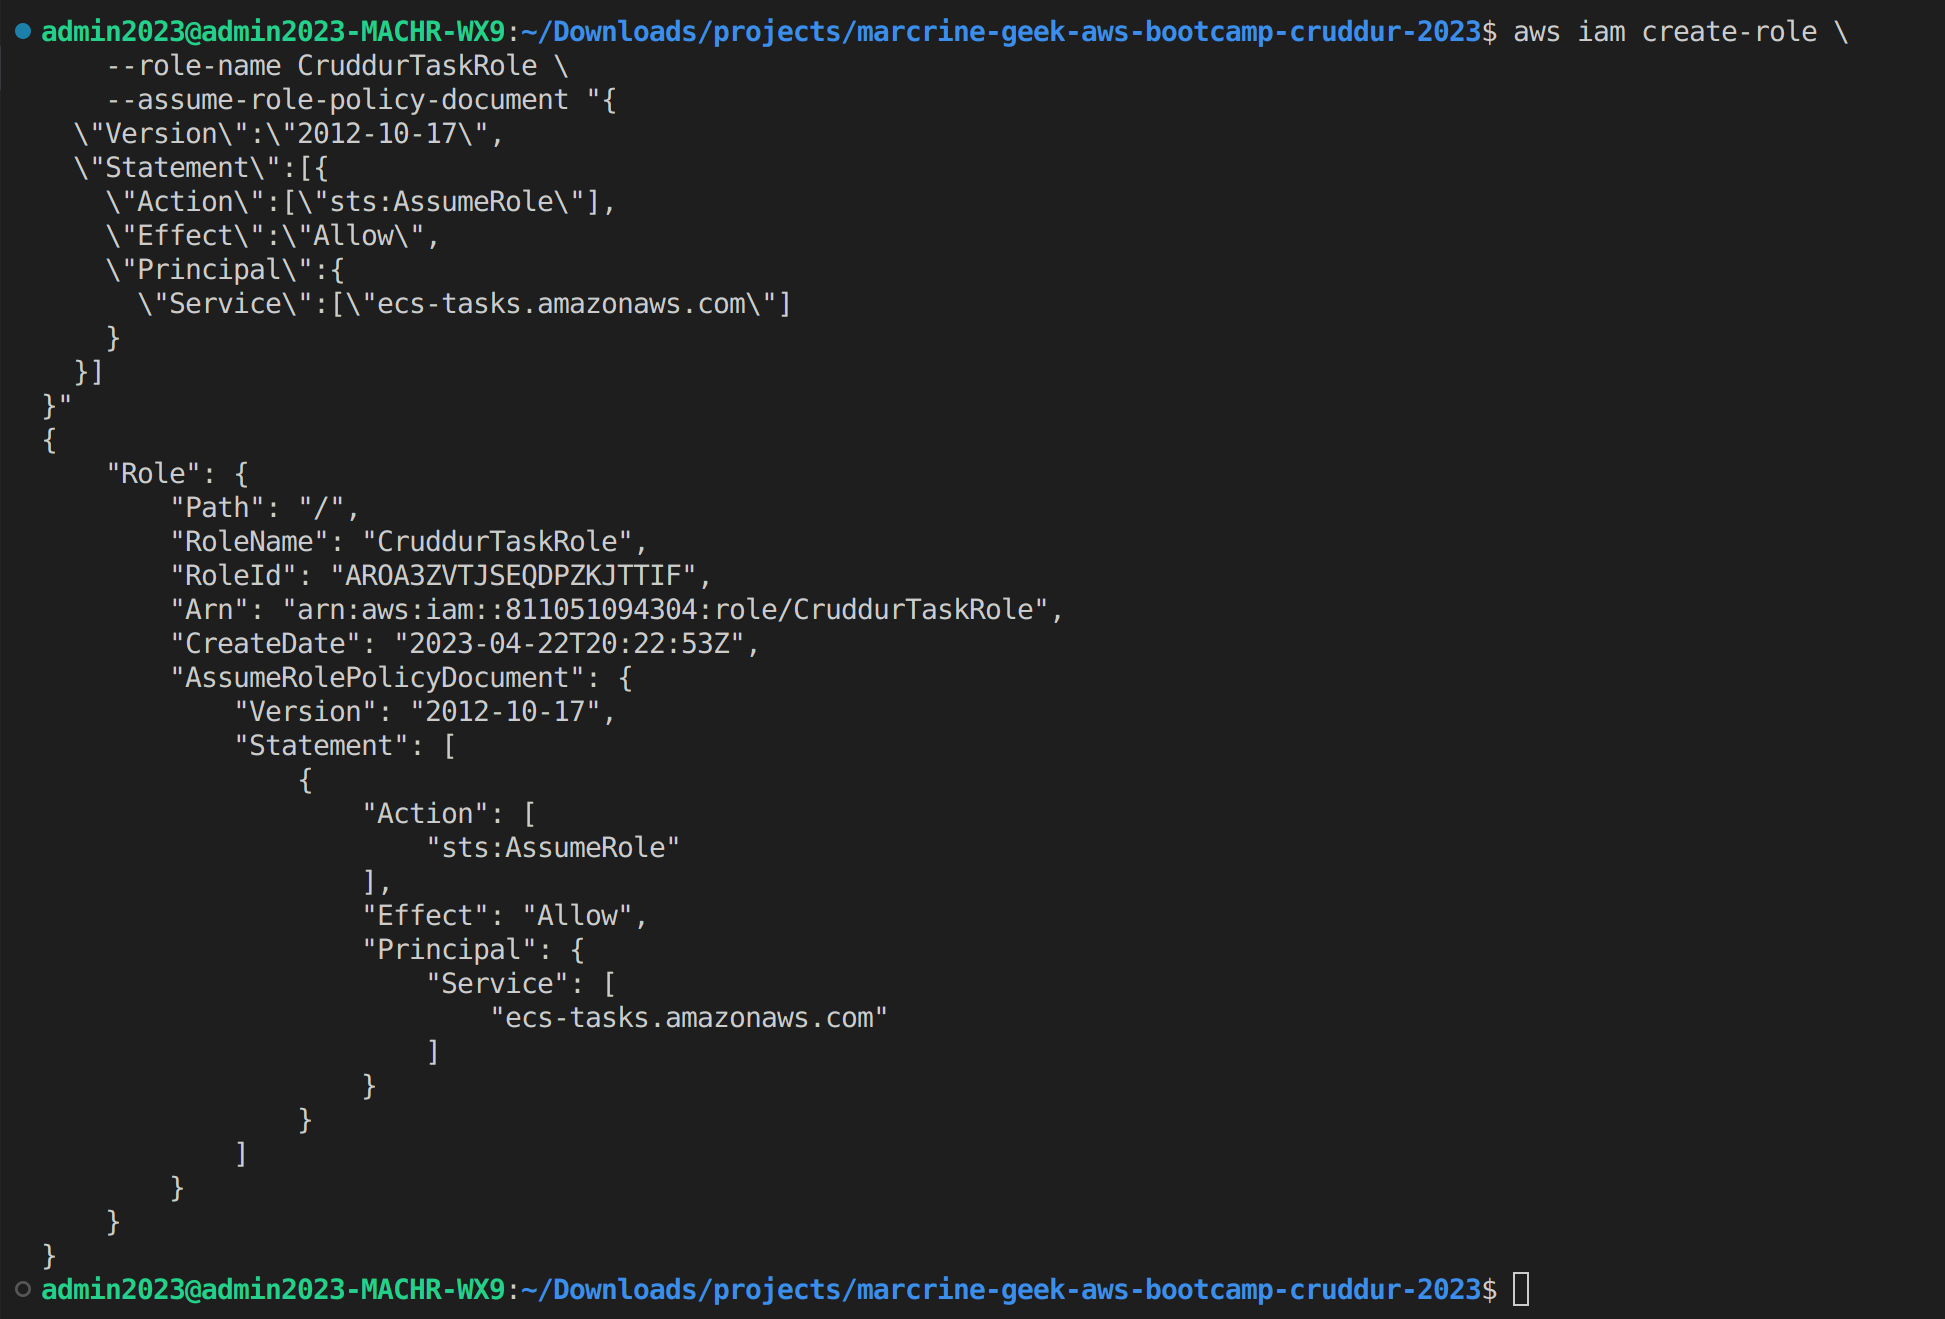 admin2023@admin2023-MACHR-WX9:~/Downloads/projects/marcrine-geek-aws-bootcamp-cruddur-2023$ aws iam create-role \
    --role-name CruddurTaskRole \
    --assume-role-policy-document "{
  \"Version\":\"2012-10-17\",
  \"Statement\":[{
    \"Action\":[\"sts:AssumeRole\"],
    \"Effect\":\"Allow\",
    \"Principal\":{
      \"Service\":[\"ecs-tasks.amazonaws.com\"]
    }
  }]
}"
{
    "Role": {
        "Path": "/",
        "RoleName": "CruddurTaskRole",
        "RoleId": "AROA3ZVTJSEQDPZKJTTIF",
        "Arn": "arn:aws:iam::811051094304:role/CruddurTaskRole",
        "CreateDate": "2023-04-22T20:22:53Z",
        "AssumeRolePolicyDocument": {
            "Version": "2012-10-17",
            "Statement": [
                {
                    "Action": [
                        "sts:AssumeRole"
                    ],
                    "Effect": "Allow",
                    "Principal": {
                        "Service": [
                            "ecs-tasks.amazonaws.com"
                        ]
                    }
                }
            ]
        }
    }
}
admin2023@admin2023-MACHR-WX9:~/Downloads/projects/marcrine-geek-aws-bootcamp-cruddur-2023$